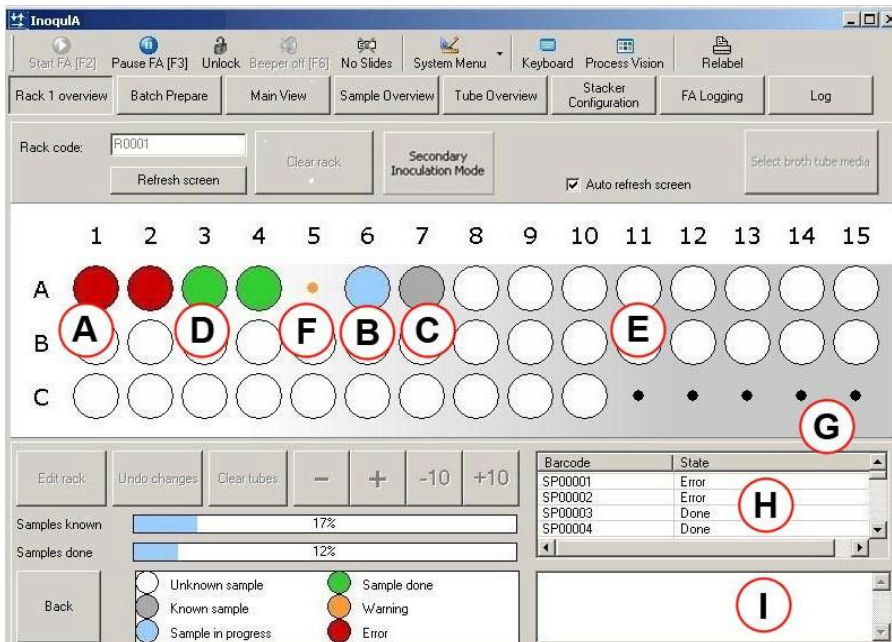 InoqulA
Start FA [F2] Pause FA [F3] Unlock Beeper off [F6] No Slides System Menu Keyboard Process Vision Relabel
Rack 1 overview Batch Prepare Main View Sample Overview Tube Overview Stacker Configuration FA Logging Log
Rack code: R0001
Refresh screen
Clear rack
Secondary
Inoculation Mode
Auto refresh screen
Select broth tube media
1 2 3 4 5 6 7 8 9 10 11 12 13 14 15
A
A D F B C E
B
C
G
Edit rack Undo changes Clear tubes - + -10 +10
Samples known 17%
Samples done 12%
Back
Unknown sample Sample done
Known sample Warning
Sample in progress Error
Barcode State
SP00001 Error
SP00002 Error
SP00003 Done
SP00004 Done
H
I